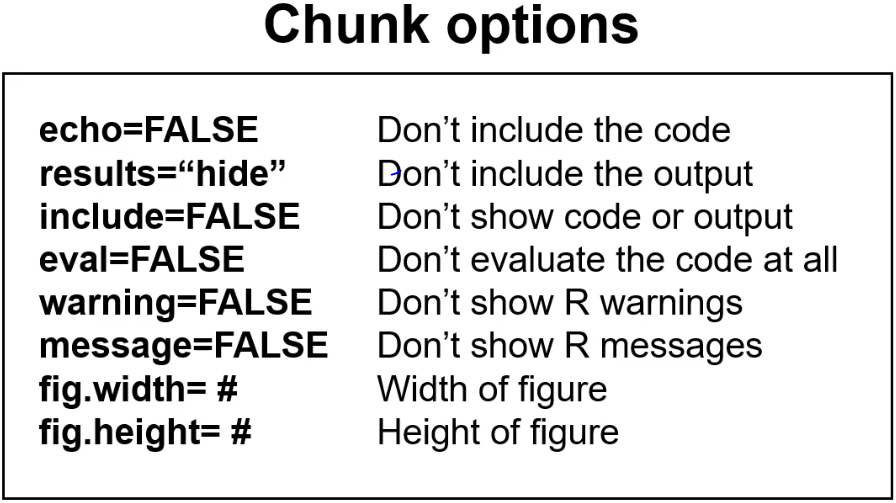 Chunk options
echo=FALSE Don’t include the code
results=“hide” Don’t include the output
include=FALSE Don’t show code or output
eval=FALSE Don’t evaluate the code at all
warning=FALSE Don’t show R warnings
message=FALSE Don’t show R messages
fig.width= # Width of figure
fig.height= # Height of figure